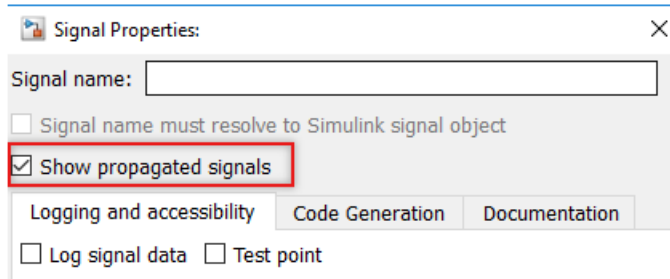 Signal Properties:
Signal name:
Signal name must resolve to Simulink signal object
Show propagated signals
Logging and accessibility Code Generation Documentation
Log signal data Test point